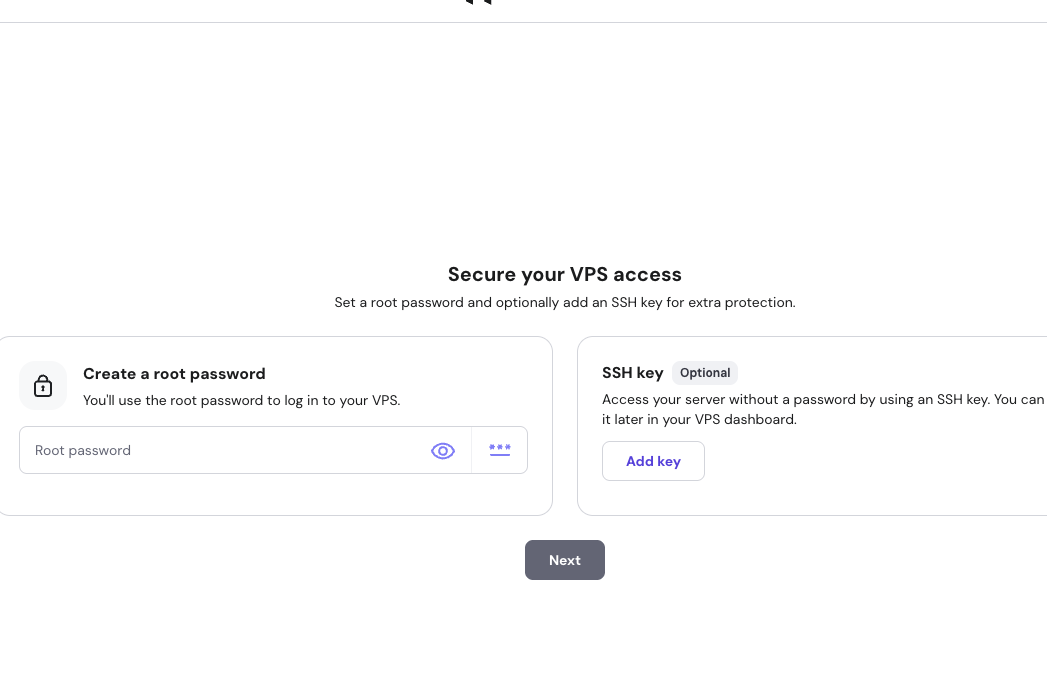 Secure your VPS access
Set a root password and optionally add an SSH key for extra protection.
Create a root password
You'll use the root password to log in to your VPS.
Root password
***
SSH key Optional
Access your server without a password by using an SSH key. You can
it later in your VPS dashboard.
Add key
Next